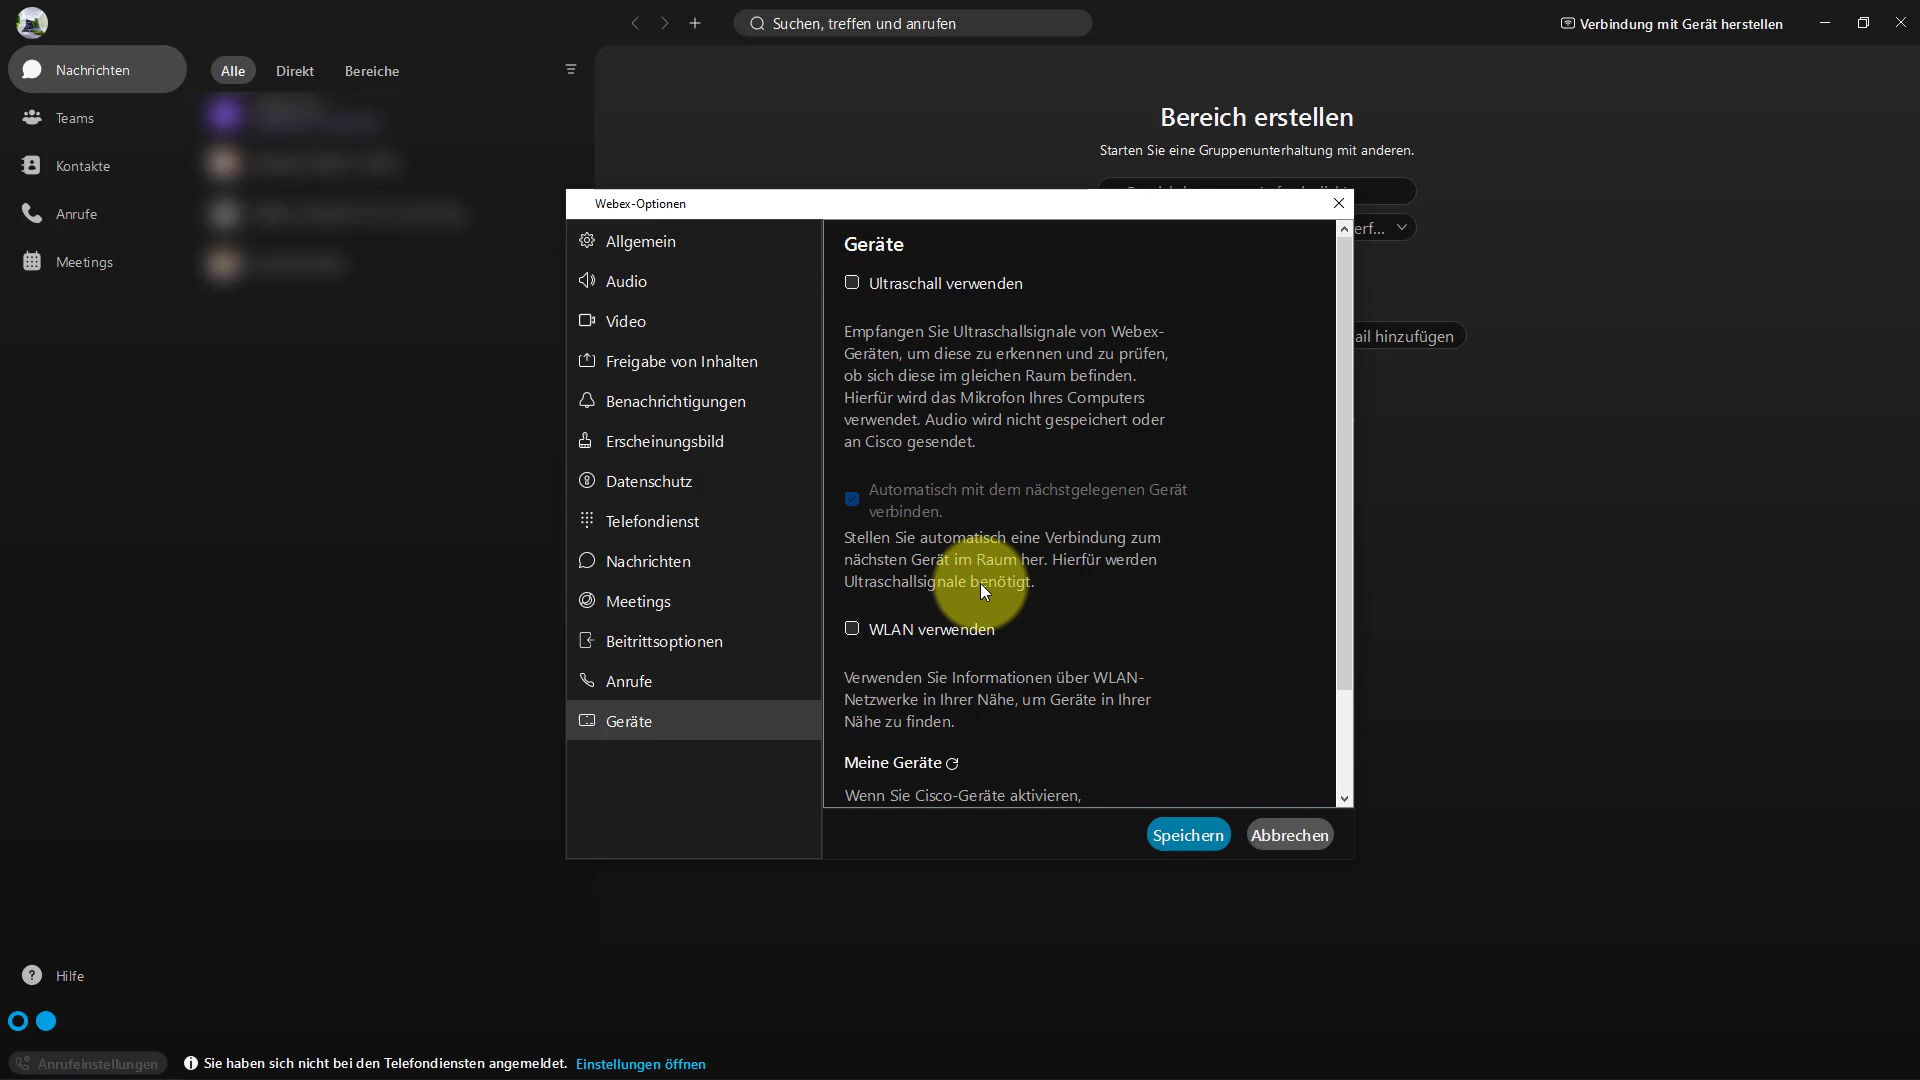 Suchen, treffen und anrufen
Verbindung mit Gerät herstellen
Nachrichten
Teams
Kontakte
Anrufe
Meetings
Alle
Direkt
Bereiche
Bereich erstellen
Starten Sie eine Gruppenunterhaltung mit anderen.
erf...
ail hinzufügen
Webex-Optionen
Allgemein
Audio
Video
Freigabe von Inhalten
Benachrichtigungen
Erscheinungsbild
Datenschutz
Telefondienst
Nachrichten
Meetings
Beitrittsoptionen
Anrufe
Geräte
Geräte
Ultraschall verwenden
Empfangen Sie Ultraschallsignale von Webex-
Geräten, um diese zu erkennen und zu prüfen,
ob sich diese im gleichen Raum befinden.
Hierfür wird das Mikrofon Ihres Computers
verwendet. Audio wird nicht gespeichert oder
an Cisco gesendet.
Automatisch mit dem nächstgelegenen Gerät
verbinden.
Stellen Sie automatisch eine Verbindung zum
nächsten Gerät im Raum her. Hierfür werden
Ultraschallsignale benötigt.
WLAN verwenden
Verwenden Sie Informationen über WLAN-
Netzwerke in Ihrer Nähe, um Geräte in Ihrer
Nähe zu finden.
Meine Geräte
Wenn Sie Cisco-Geräte aktivieren,
Speichern
Abbrechen
Hilfe
Anrufeinstellungen
Sie haben sich nicht bei den Telefondiensten angemeldet. Einstellungen öffnen